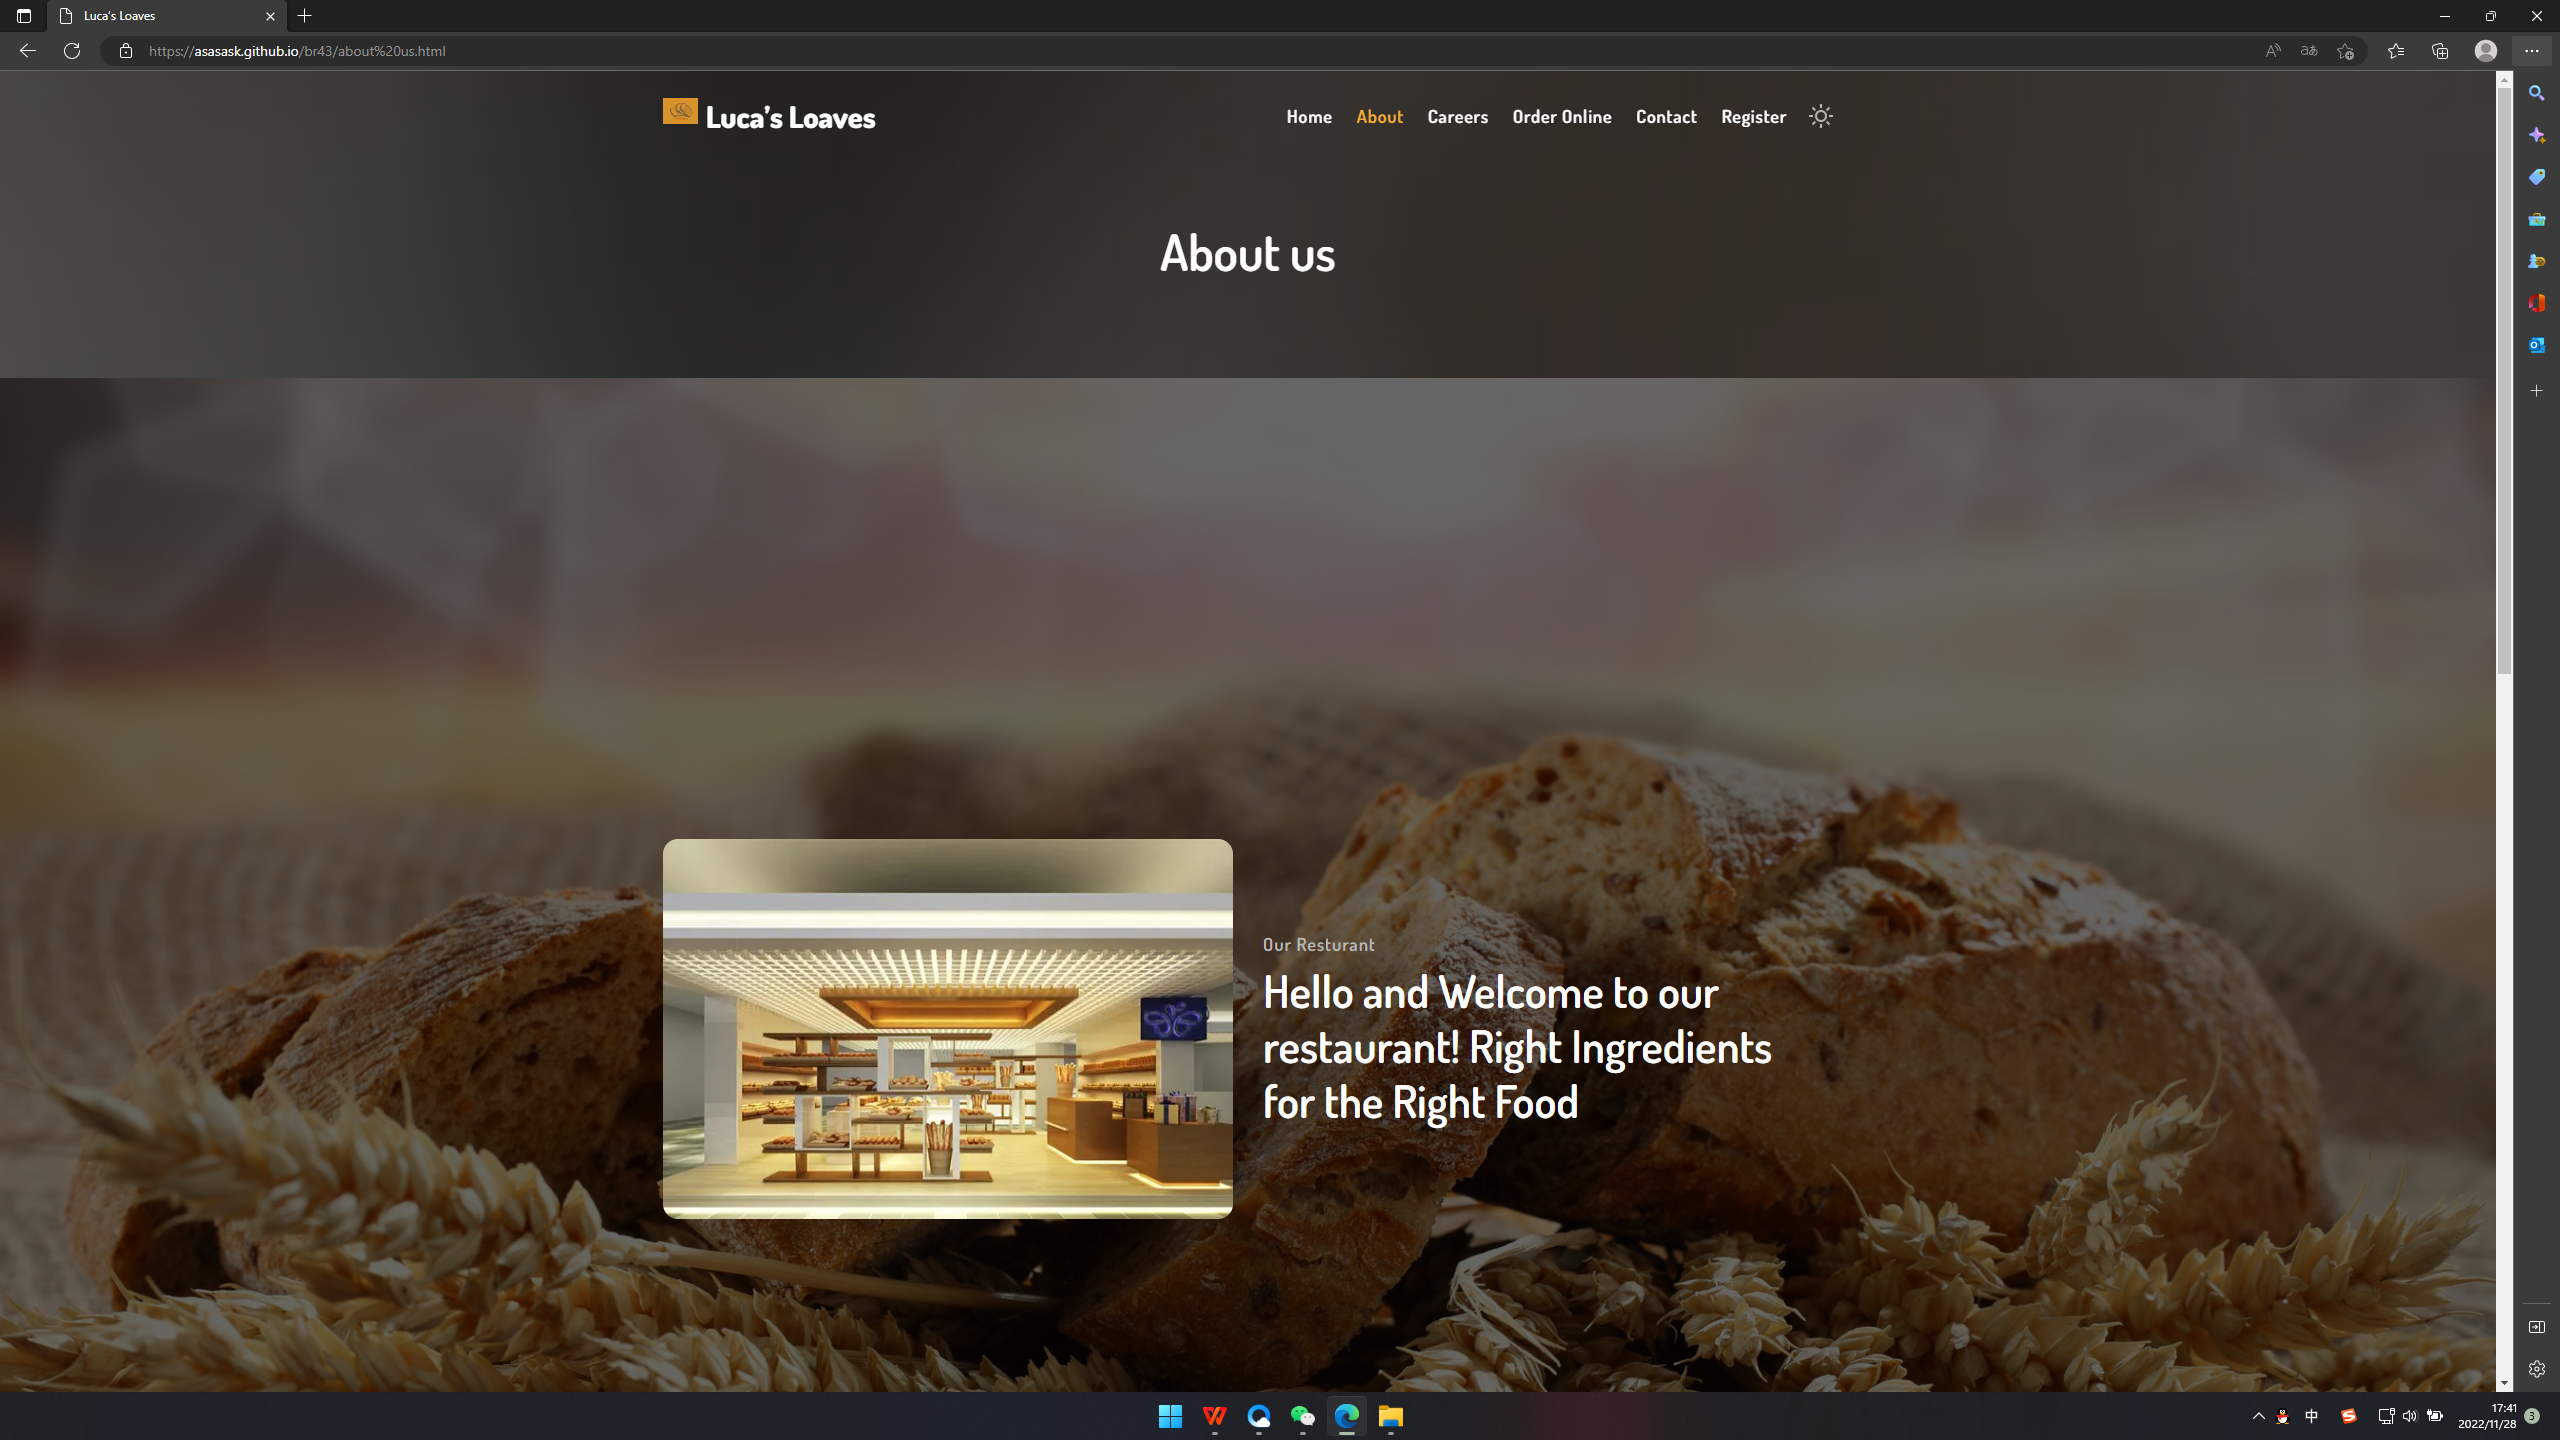 Luca's Loaves
https://asasask.github.io/br43/about%20us.html
Luca's Loaves
Home About Careers Order Online Contact Register
About us
Our Resturant
Hello and Welcome to our
restaurant! Right Ingredients
for the Right Food
中
17:41
2022/11/28
3